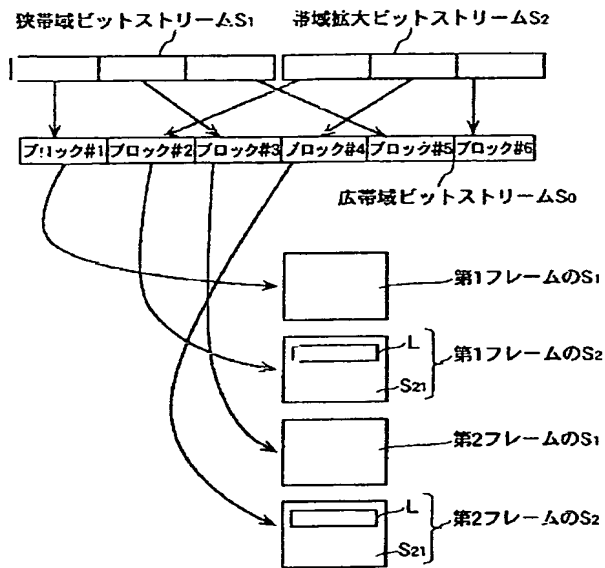 狭帯域ビットストリームS1
帯域拡大ビットストリームS2
ブロック#1 ブロック#2 ブロック#3 ブロック#4 ブロック#5 ブロック#6
広帯域ビットストリームS0
第1フレームのS1
L
第1フレームのS2
S21
第2フレームのS1
L
第2フレームのS2
S21